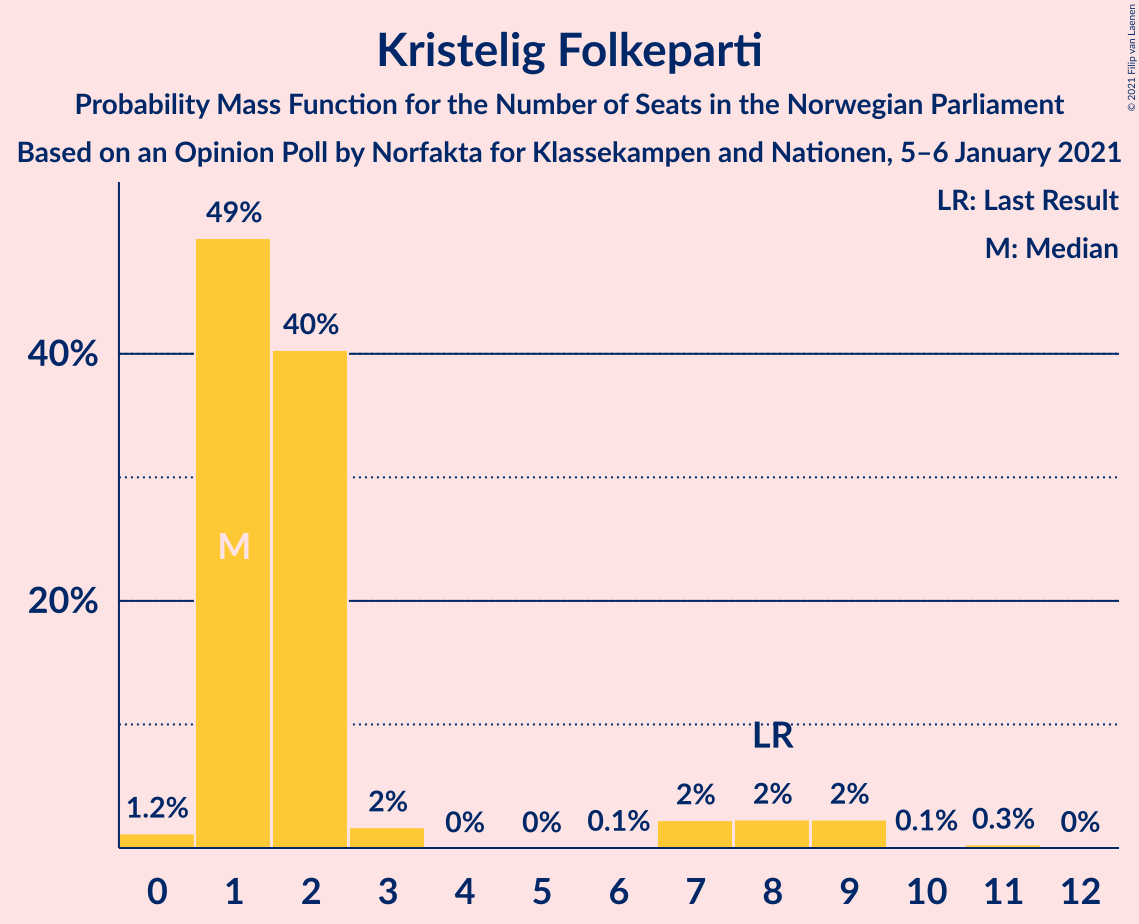 Kristelig Folkeparti
Probability Mass Function for the Number of Seats in the Norwegian Parliament
Based on an Opinion Poll by Norfakta for Klassekampen and Nationen, 5–6 January 2021
© 2021 Filip van Laenen
LR: Last Result
M: Median
49%
40%
40%
M
20%
LR
1.2%
2%
0%
0%
0.1%
2%
2%
2%
0.1%
0.3%
0%
0 1 2 3 4 5 6 7 8 9 10 11 12